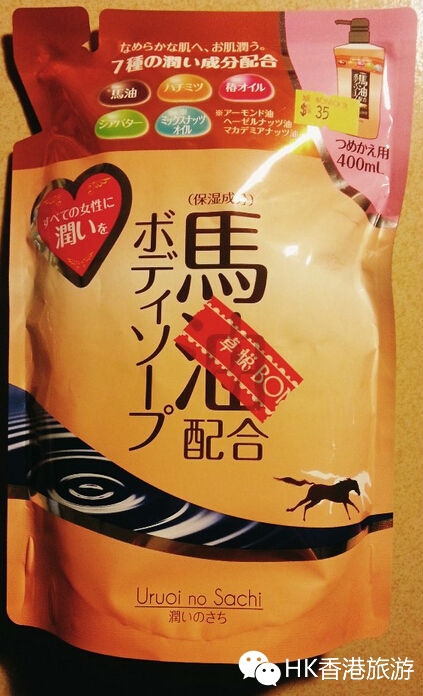 なめらかな肌へ、お肌潤う。
7種の潤い成分配合
馬油
ハチミツ
椿オイル
シアバター
ミックスナッツオイル
※アーモンド油
ヘーゼルナッツ油
マカデミアナッツ油
$ 35
つめかえ用
400mL
すべての女性に
潤いを
(保湿成分)
馬油
配合
ボディソープ
卓悦 BO
Uruoi no Sachi
潤いのさち
HK香港旅游